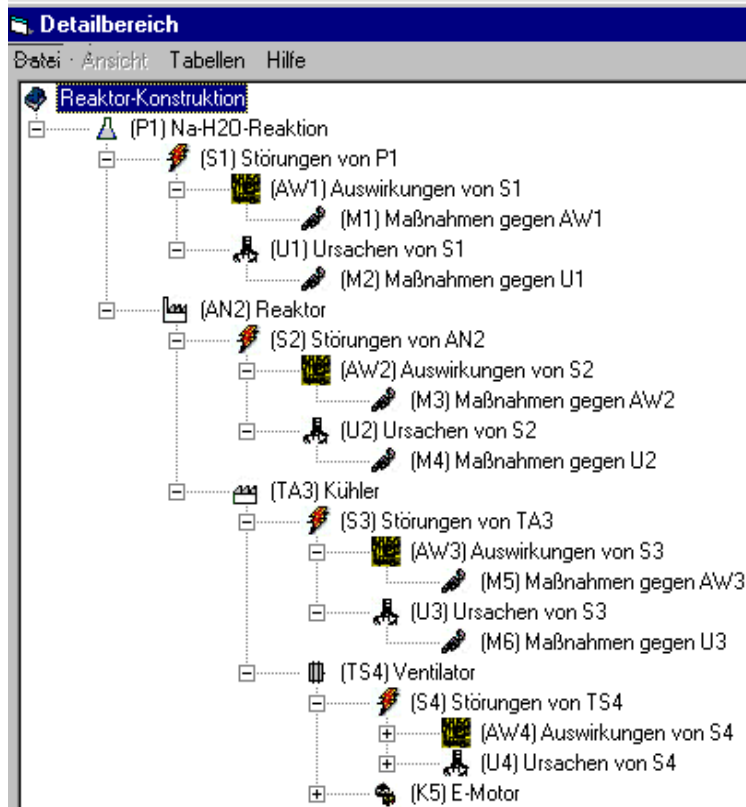 Detailbereich
Datei Ansicht Tabellen Hilfe
Reaktor-Konstruktion
(P1) Na-H2O-Reaktion
(S1) Störungen von P1
(AW1) Auswirkungen von S1
(M1) Maßnahmen gegen AW1
(U1) Ursachen von S1
(M2) Maßnahmen gegen U1
(AN2) Reaktor
(S2) Störungen von AN2
(AW2) Auswirkungen von S2
(M3) Maßnahmen gegen AW2
(U2) Ursachen von S2
(M4) Maßnahmen gegen U2
(TA3) Kühler
(S3) Störungen von TA3
(AW3) Auswirkungen von S3
(M5) Maßnahmen gegen AW3
(U3) Ursachen von S3
(M6) Maßnahmen gegen U3
(TS4) Ventilator
(S4) Störungen von TS4
(AW4) Auswirkungen von S4
(U4) Ursachen von S4
(K5) E-Motor